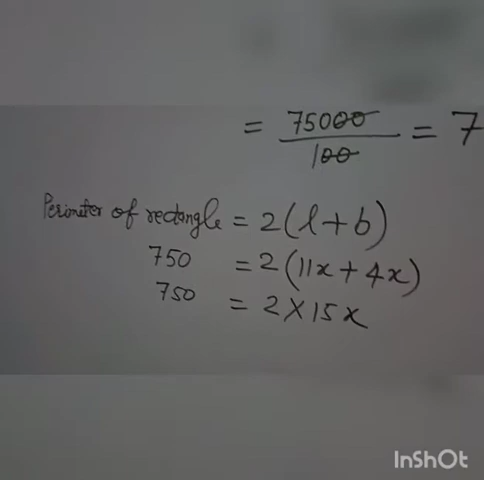 = 75000/100 = 7
Perimeter of rectangle = 2(l+b)
750 = 2(11x+4x)
750 = 2×15x
InShOt